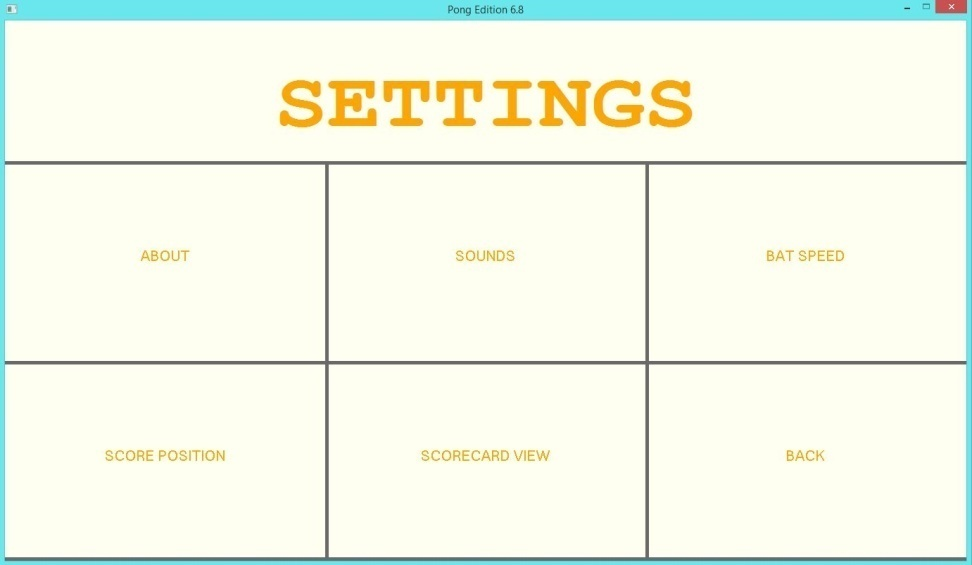 Pong Edition 6.8
SETTINGS
ABOUT
SOUNDS
BAT SPEED
SCORE POSITION
SCORECARD VIEW
BACK